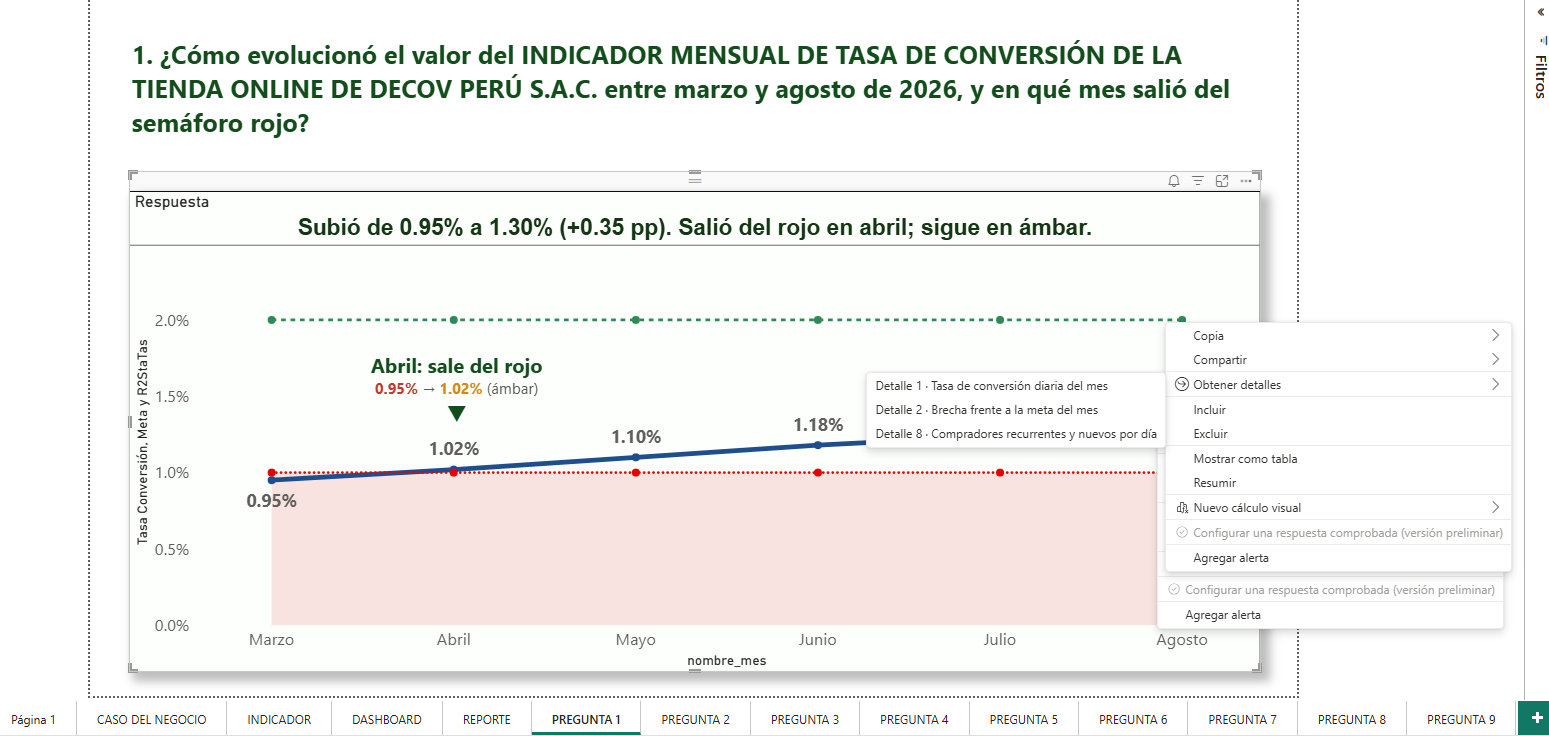 1. ¿Cómo evolucionó el valor del INDICADOR MENSUAL DE TASA DE CONVERSIÓN DE LA
TIENDA ONLINE DE DECOV PERÚ S.A.C. entre marzo y agosto de 2026, y en qué mes salió del
semáforo rojo?
Filtros
Respuesta
Subió de 0.95% a 1.30% (+0.35 pp). Salió del rojo en abril; sigue en ámbar.
Tasa Conversión, Meta y R2StaTas
2.0%
1.5%
1.0%
0.5%
0.0%
Abril: sale del rojo
0.95% → 1.02% (ámbar)
0.95%
1.02%
1.10%
1.18%
Marzo
Abril
Mayo
Junio
Julio
Agosto
nombre_mes
Detalle 1 · Tasa de conversión diaria del mes
Detalle 2 · Brecha frente a la meta del mes
Detalle 8 · Compradores recurrentes y nuevos por día
Copia
Compartir
Obtener detalles
Incluir
Excluir
Mostrar como tabla
Resumir
Nuevo cálculo visual
Configurar una respuesta comprobada (versión preliminar)
Agregar alerta
Configurar una respuesta comprobada (versión preliminar)
Agregar alerta
Página 1
CASO DEL NEGOCIO
INDICADOR
DASHBOARD
REPORTE
PREGUNTA 1
PREGUNTA 2
PREGUNTA 3
PREGUNTA 4
PREGUNTA 5
PREGUNTA 6
PREGUNTA 7
PREGUNTA 8
PREGUNTA 9